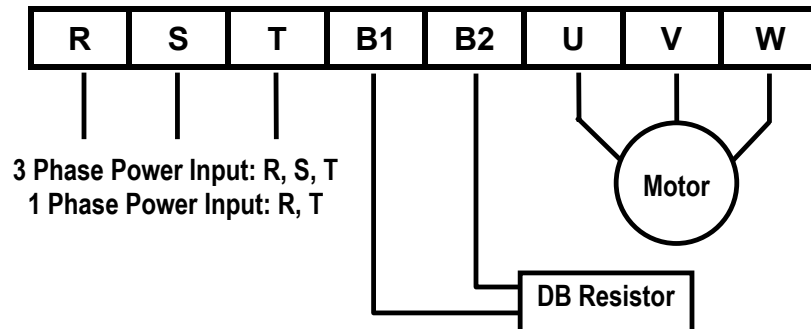 R S T B1 B2 U V W
3 Phase Power Input: R, S, T
1 Phase Power Input: R, T
Motor
DB Resistor